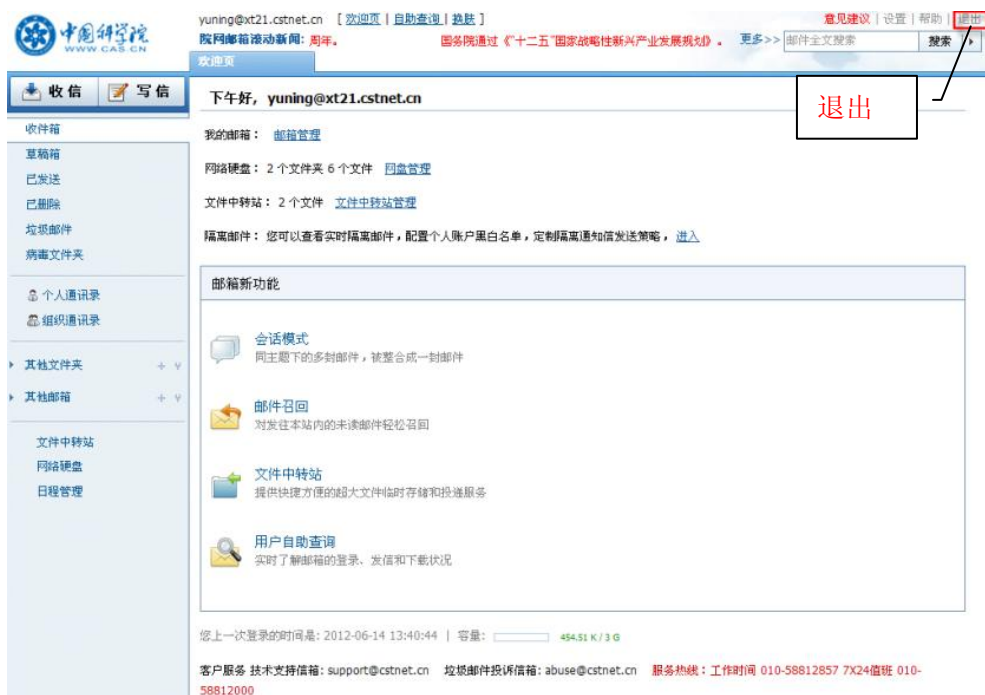 中国科学院
WWW.CAS.CN
yuning@xt21.cstnet.cn [ 欢迎页 | 自助查询 | 换肤 ]
意见建议 | 设置 | 帮助 | 退出
院网邮箱滚动新闻: 周年。 国务院通过《“十二五”国家战略性新兴产业发展规划》。 更多>> 邮件全文搜索 搜索
欢迎页
退出
收信 写信
收件箱
草稿箱
已发送
已删除
垃圾邮件
病毒文件夹
个人通讯录
组织通讯录
其他文件夹
其他邮箱
文件中转站
网络硬盘
日程管理
下午好, yuning@xt21.cstnet.cn
我的邮箱: 邮箱管理
网络硬盘: 2 个文件夹 6 个文件 网盘管理
文件中转站: 2 个文件 文件中转站管理
隔离邮件: 您可以查看实时隔离邮件,配置个人账户黑白名单,定制隔离通知信发送策略, 进入
邮箱新功能
会话模式
同主题下的多封邮件,被整合成一封邮件
邮件召回
对发往本站内的未读邮件轻松召回
文件中转站
提供快捷方便的超大文件临时存储和投递服务
用户自助查询
实时了解邮箱的登录、发信和下载状况
您上一次登录的时间是: 2012-06-14 13:40:44 | 容量: 454.51 K / 3 G
客户服务 技术支持信箱: support@cstnet.cn 垃圾邮件投诉信箱: abuse@cstnet.cn 服务热线: 工作时间 010-58812857 7X24值班 010-
58812000